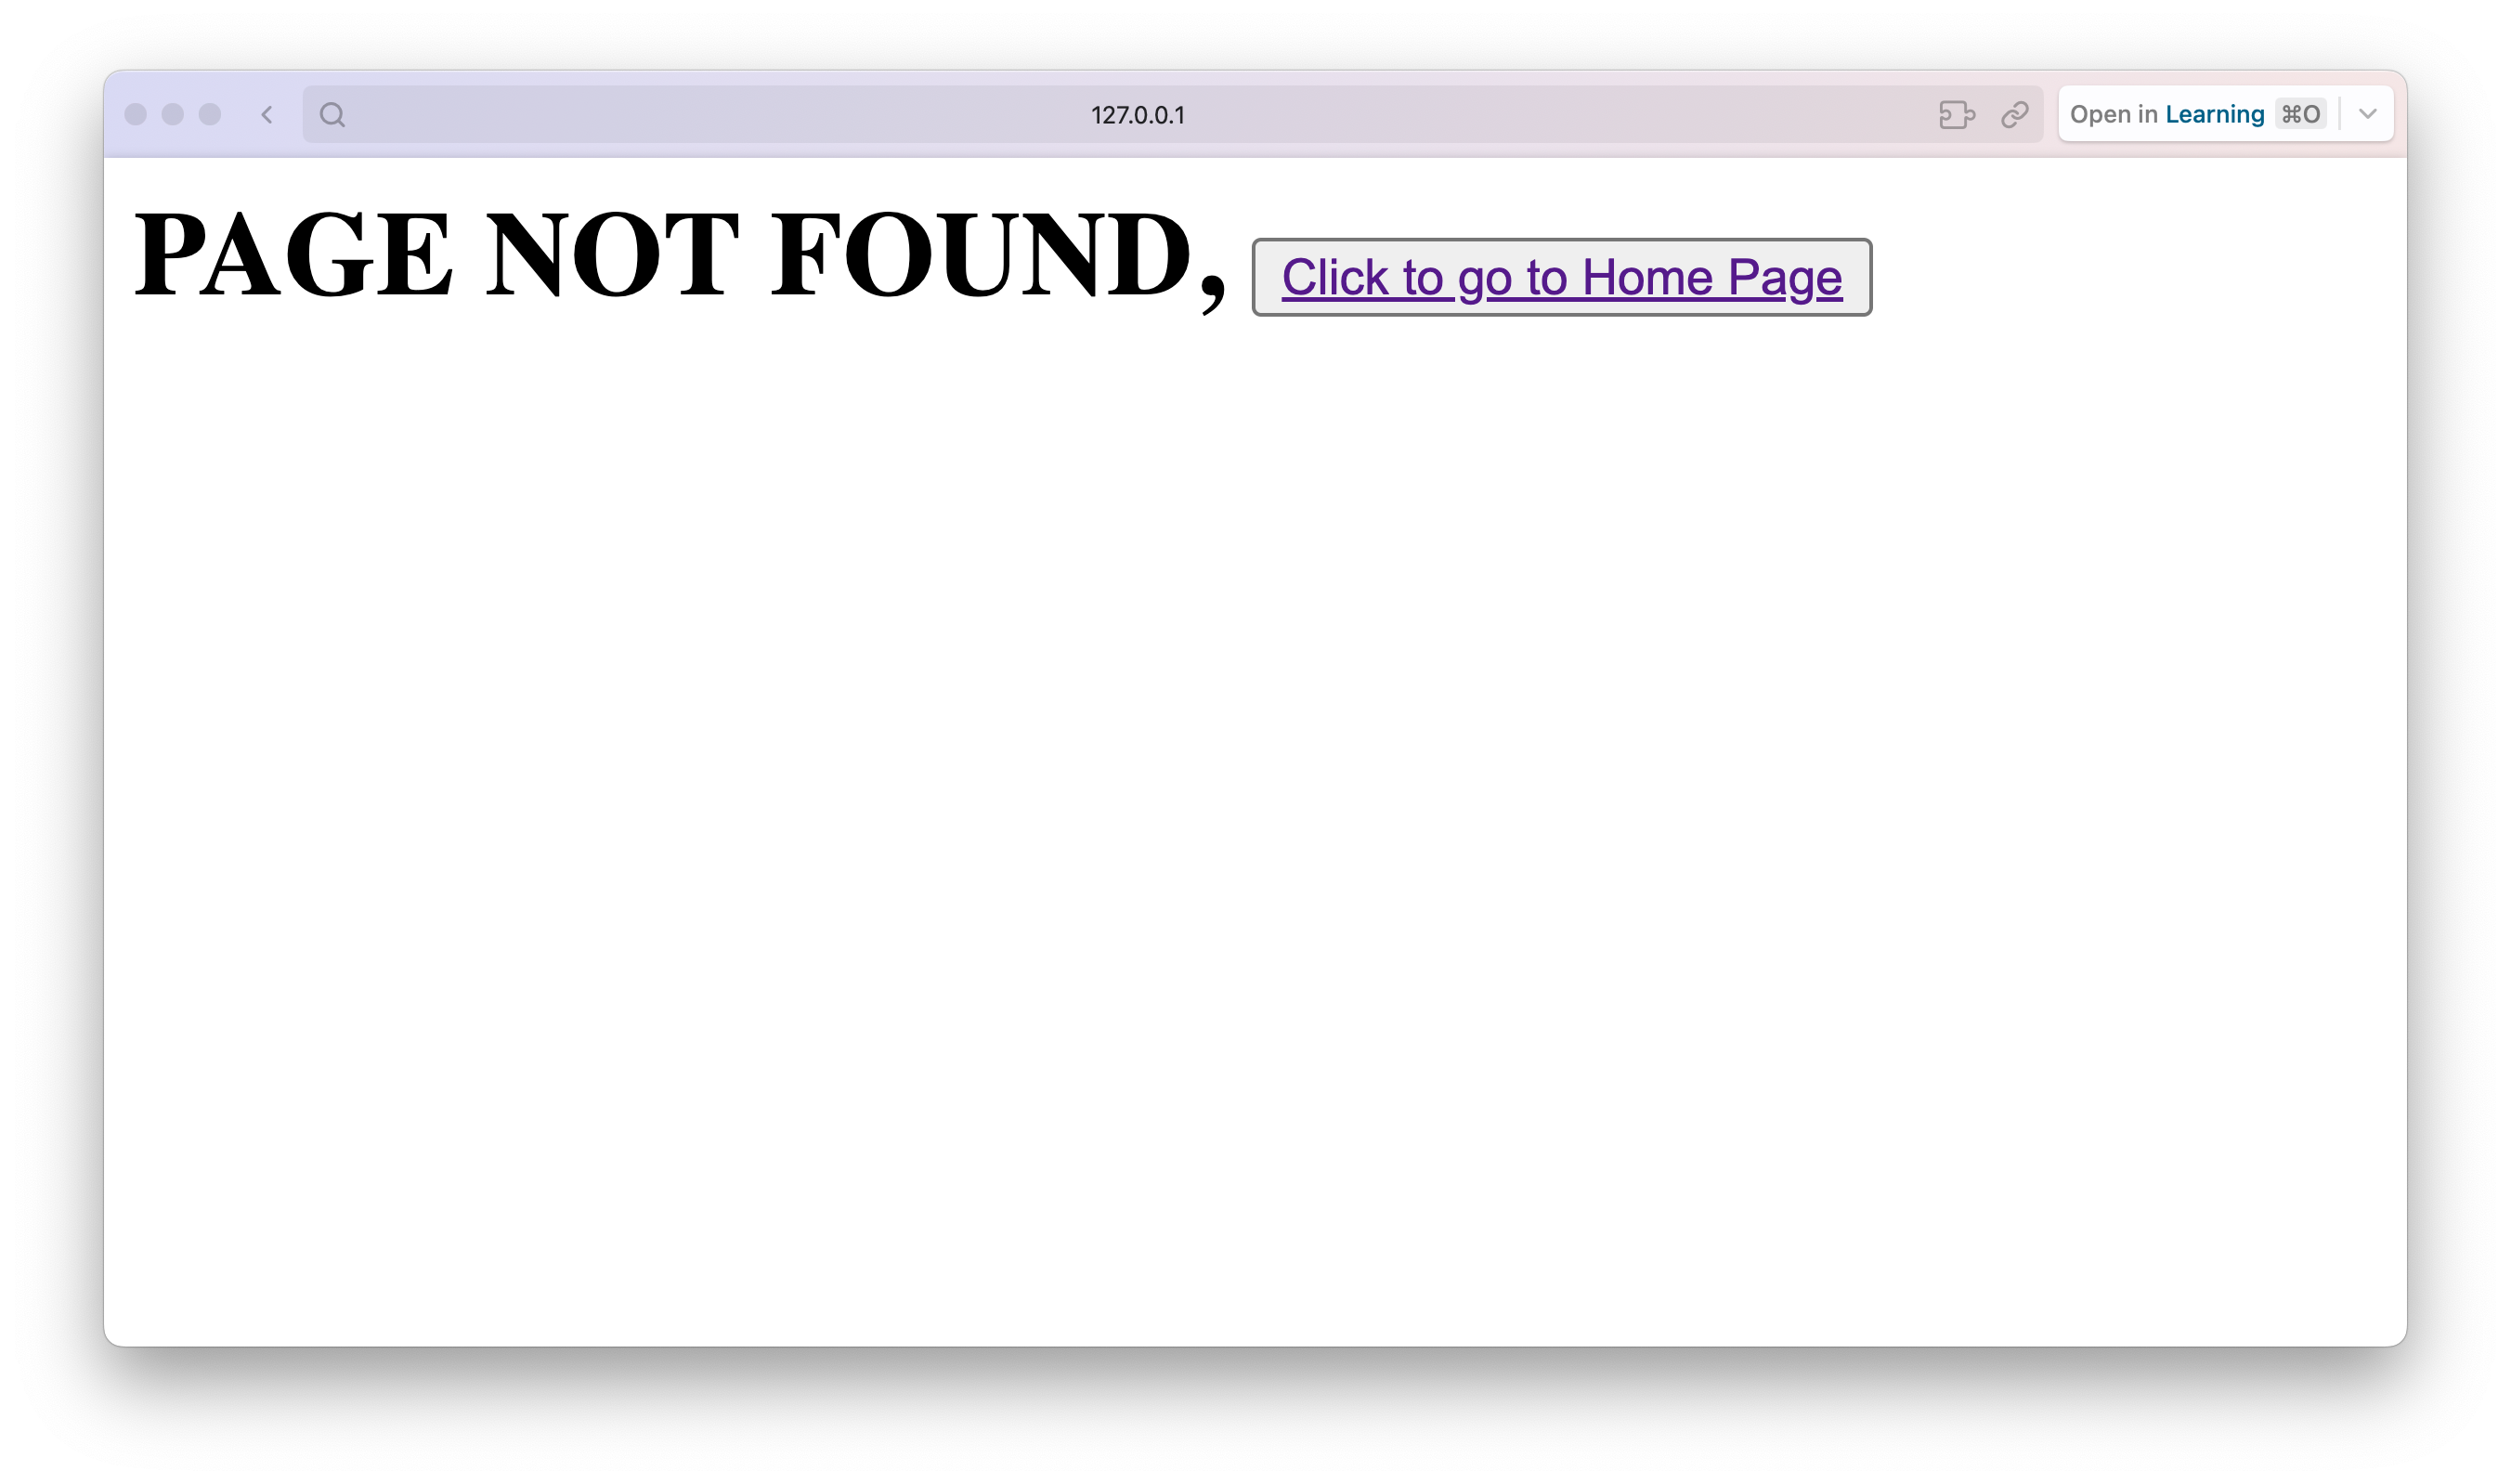 127.0.0.1
Open in Learning ⌘O
PAGE NOT FOUND, Click to go to Home Page